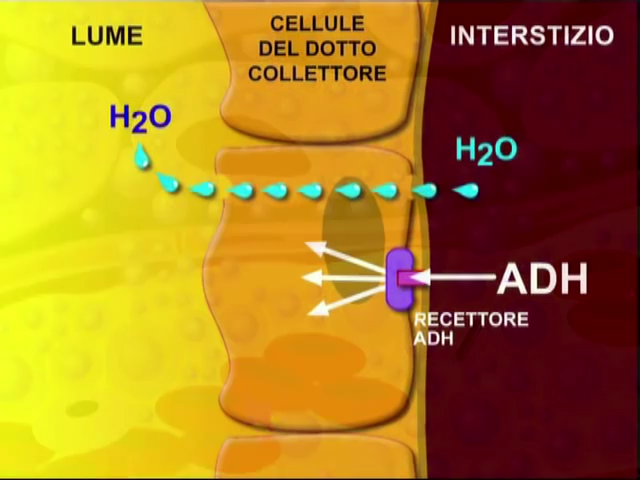 LUME
CELLULE
DEL DOTTO
COLLETTORE
INTERSTIZIO
H2O
H2O
ADH
RECETTORE
ADH